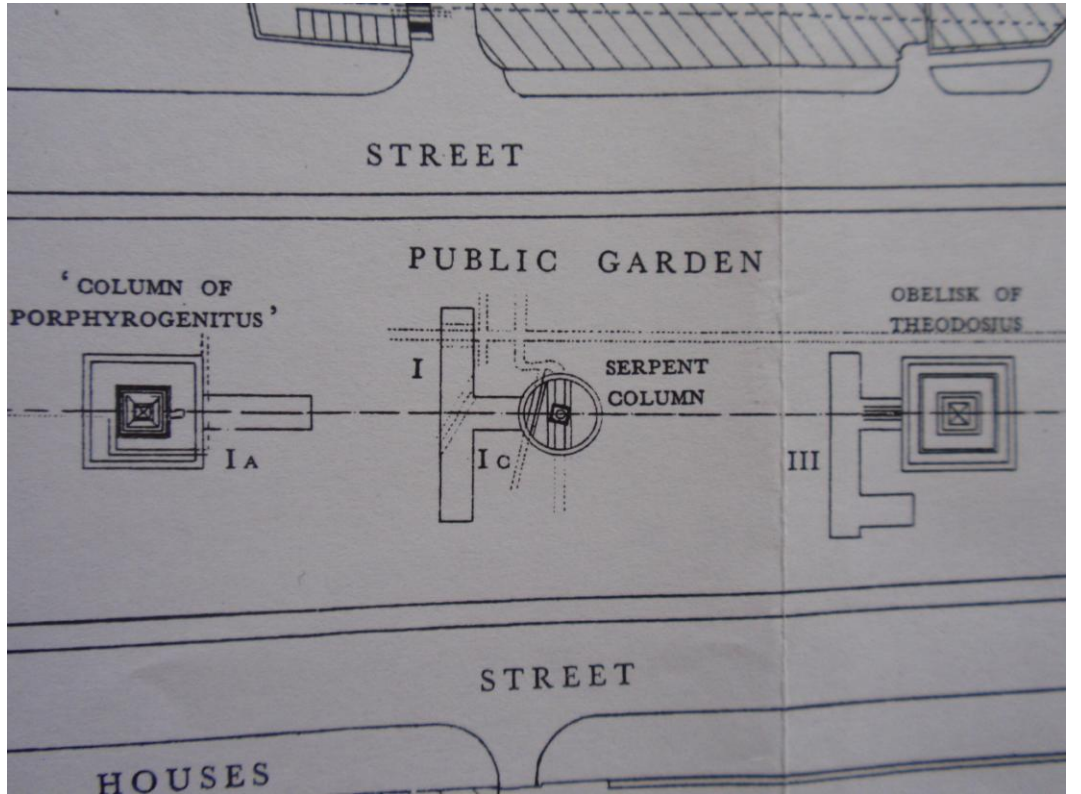 STREET
PUBLIC GARDEN
‘COLUMN OF
PORPHYROGENITUS’
OBELISK OF
THEODOSIUS
I
SERPENT
COLUMN
IA
IC
III
STREET
HOUSES